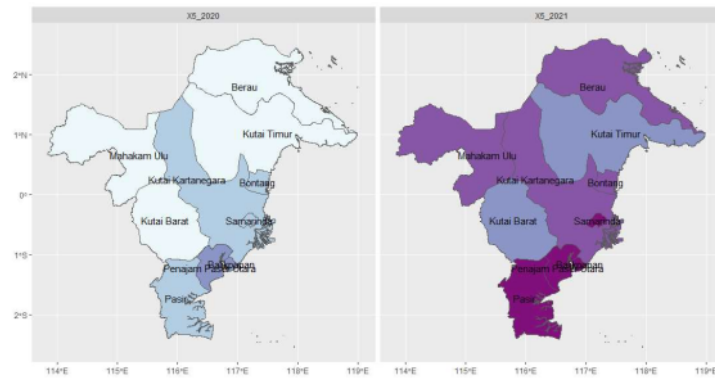 X5_2020
X5_2021
2°N
1°N
0°
1°S
2°S
Berau
Kutai Timur
Mahakam Ulu
Kutai Kartanegara
Bontang
Kutai Barat
Samarinda
Balikpapan
Penajam Paser Utara
Pasir
114°E
115°E
116°E
117°E
118°E
119°E
Berau
Kutai Timur
Mahakam Ulu
Kutai Kartanegara
Bontang
Kutai Barat
Samarinda
Balikpapan
Penajam Paser Utara
Pasir
114°E
115°E
116°E
117°E
118°E
119°E